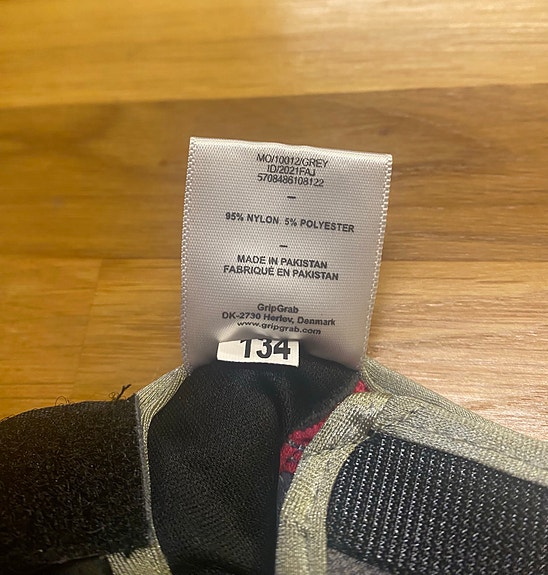 MO/10012/GREY
ID/2021FAJ
5708486108122
–
95% NYLON. 5% POLYESTER
–
MADE IN PAKISTAN
FABRIQUÉ EN PAKISTAN
GripGrab
DK-2730 Herlev, Denmark
www.gripgrab.com
134